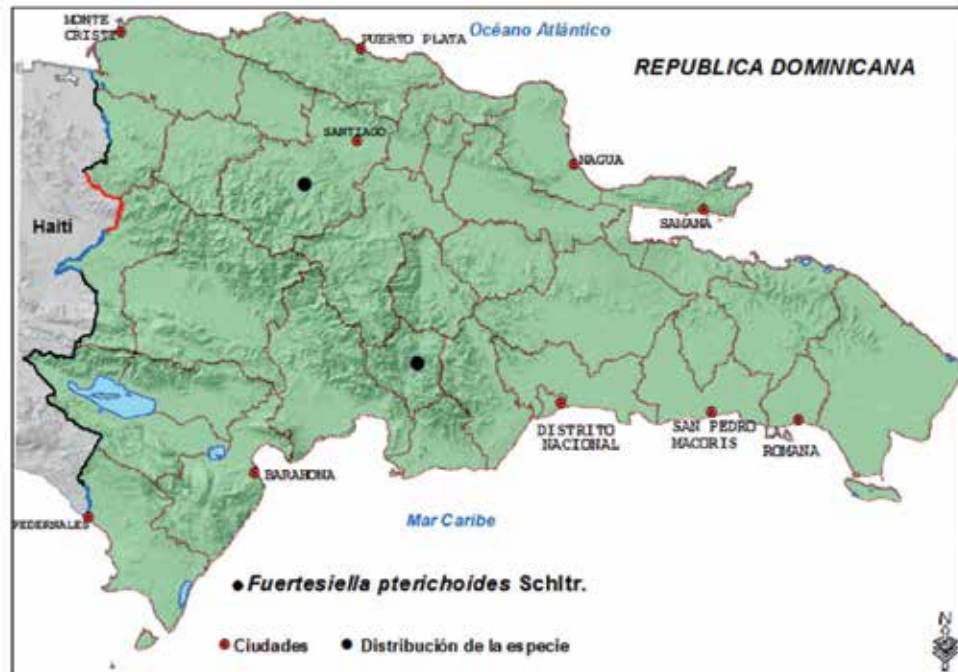 MONTE
CRISTE
Océano Atlántico
PUERTO PLATA
REPUBLICA DOMINICANA
SANTIAGO
NAGUA
SAMANA
Haití
DISTRITO
NACIONAL
SAN PEDRO
MACORIS
LA
ROMANA
BARAHONA
PEDERNALES
Mar Caribe
Fuertesiella pterichoides Schltr.
Ciudades
Distribución de la especie
N